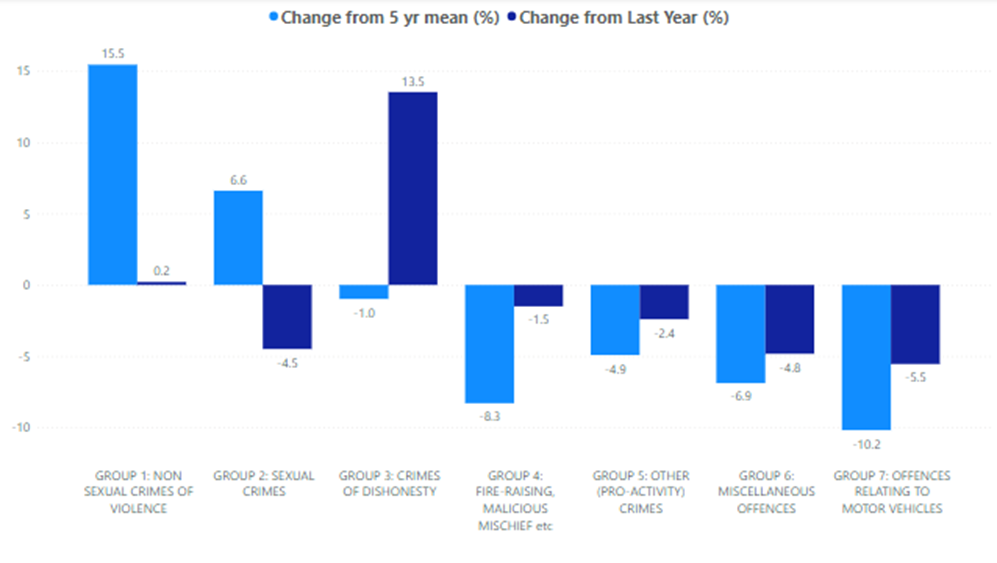 Change from 5 yr mean (%) Change from Last Year (%)
15.5
15
13.5
10
6.6
5
0.2
0
-1.0
-1.5
-2.4
-4.5
-4.9
-4.8
-5
-5.5
-6.9
-8.3
-10
-10.2
GROUP 1: NON
SEXUAL CRIMES OF
VIOLENCE
GROUP 2: SEXUAL
CRIMES
GROUP 3: CRIMES
OF DISHONESTY
GROUP 4:
FIRE-RAISING,
MALICIOUS
MISCHIEF etc
GROUP 5: OTHER
(PRO-ACTIVITY)
CRIMES
GROUP 6:
MISCELLANEOUS
OFFENCES
GROUP 7: OFFENCES
RELATING TO
MOTOR VEHICLES